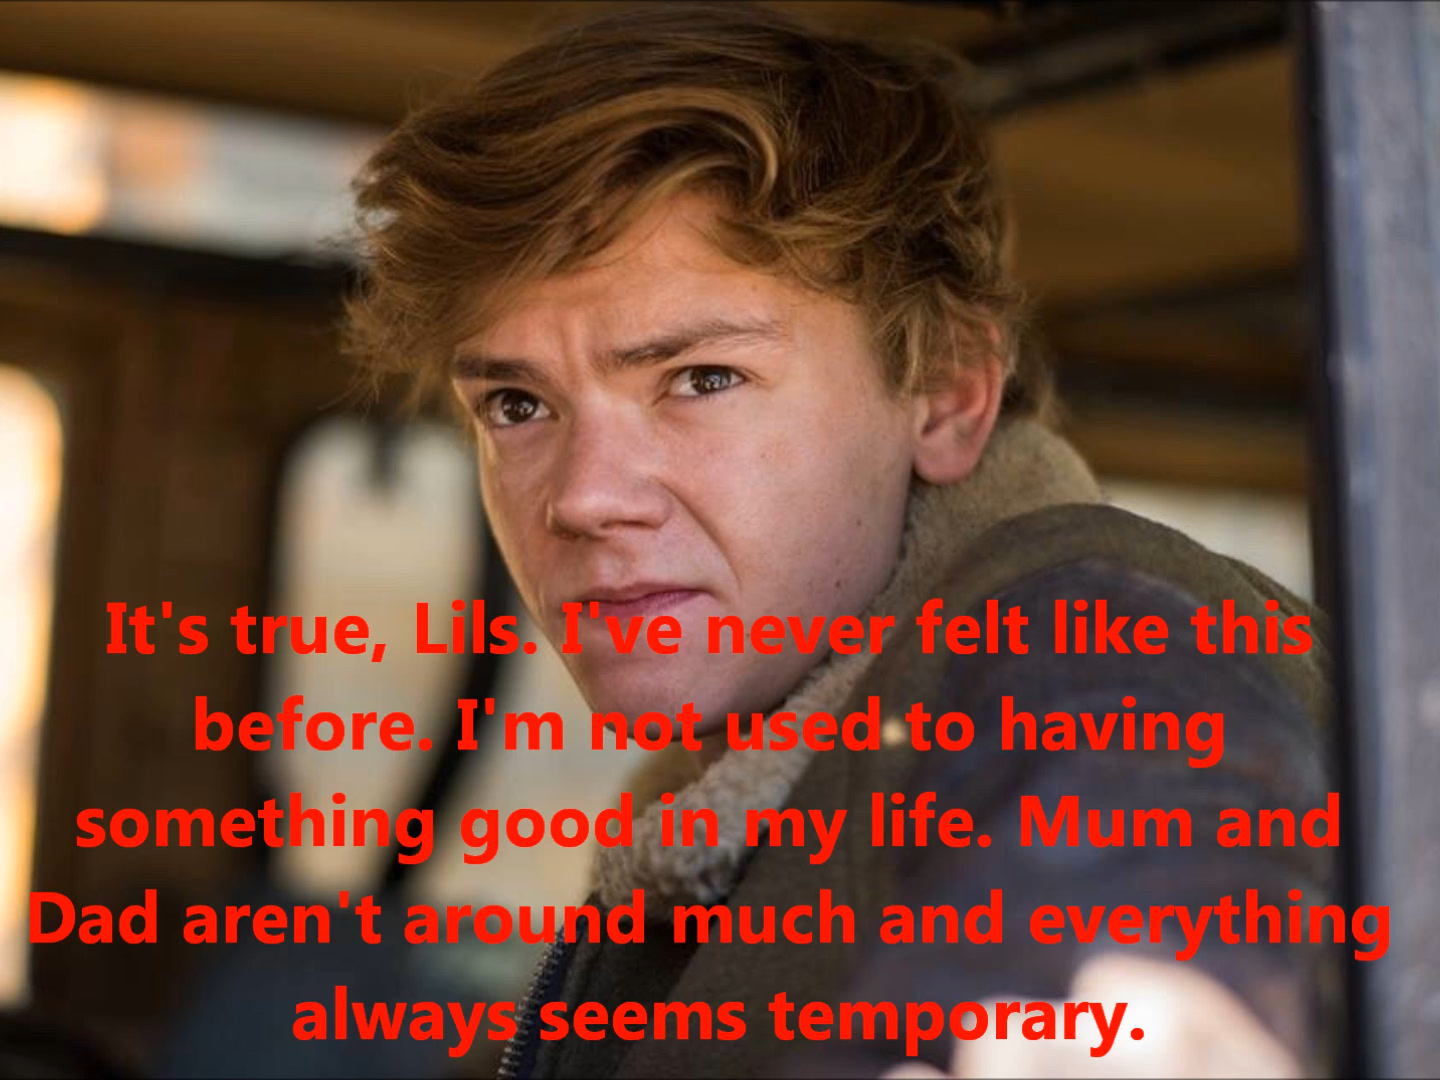 It's true, Lils. I've never felt like this
before. I'm not used to having
something good in my life. Mum and
Dad aren't around much and everything
always seems temporary.